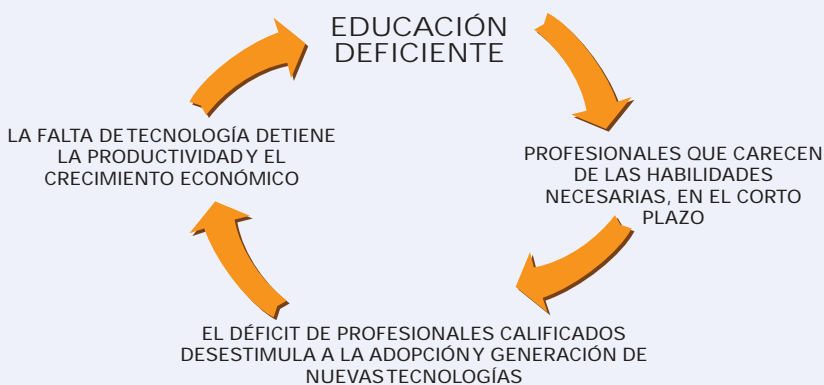 EDUCACIÓN
DEFICIENTE
PROFESIONALES QUE CARECEN
DE LAS HABILIDADES
NECESARIAS, EN EL CORTO
PLAZO
EL DÉFICIT DE PROFESIONALES CALIFICADOS
DESESTIMULA A LA ADOPCIÓN Y GENERACIÓN DE
NUEVAS TECNOLOGÍAS
LA FALTA DE TECNOLOGÍA DETIENE
LA PRODUCTIVIDAD Y EL
CRECIMIENTO ECONÓMICO